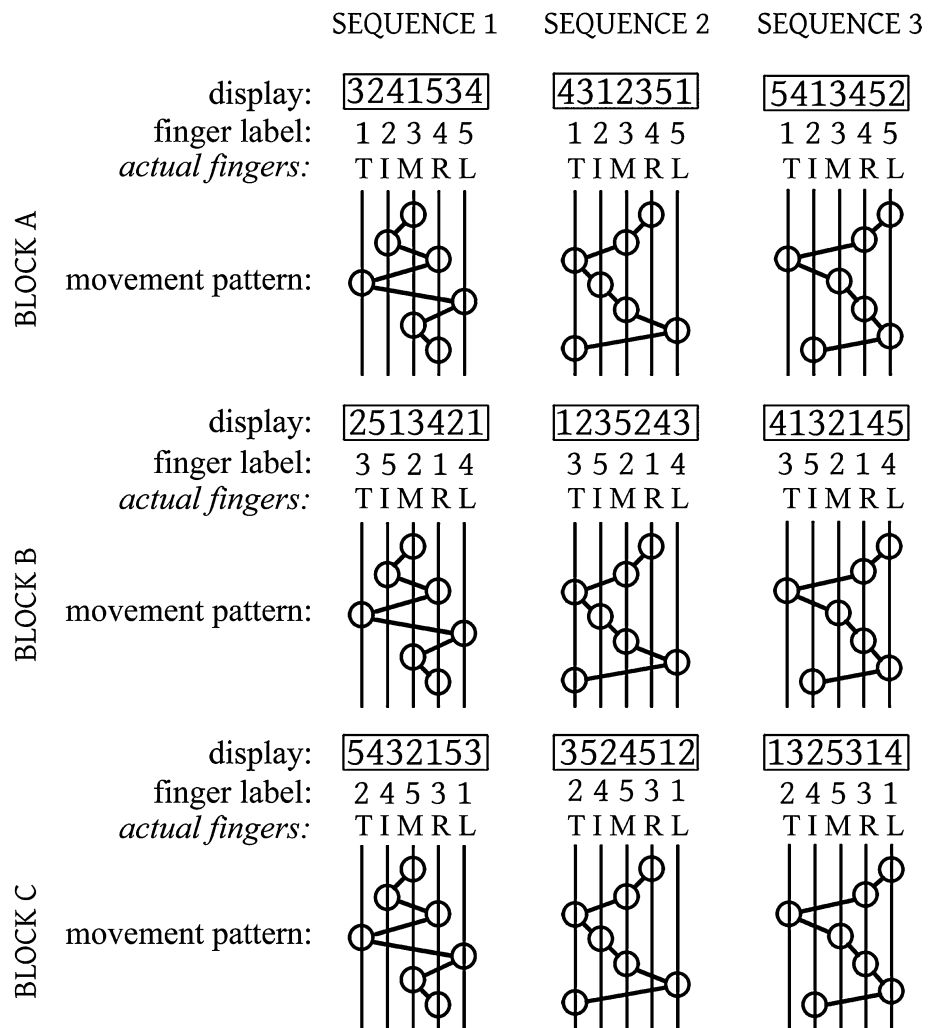 SEQUENCE 1 SEQUENCE 2 SEQUENCE 3
display: 3241534 4312351 5413452
finger label: 1 2 3 4 5 1 2 3 4 5 1 2 3 4 5
actual fingers: T I M R L T I M R L T I M R L
BLOCK A
movement pattern:
display: 2513421 1235243 4132145
finger label: 3 5 2 1 4 3 5 2 1 4 3 5 2 1 4
actual fingers: T I M R L T I M R L T I M R L
BLOCK B
movement pattern:
display: 5432153 3524512 1325314
finger label: 2 4 5 3 1 2 4 5 3 1 2 4 5 3 1
actual fingers: T I M R L T I M R L T I M R L
BLOCK C
movement pattern: